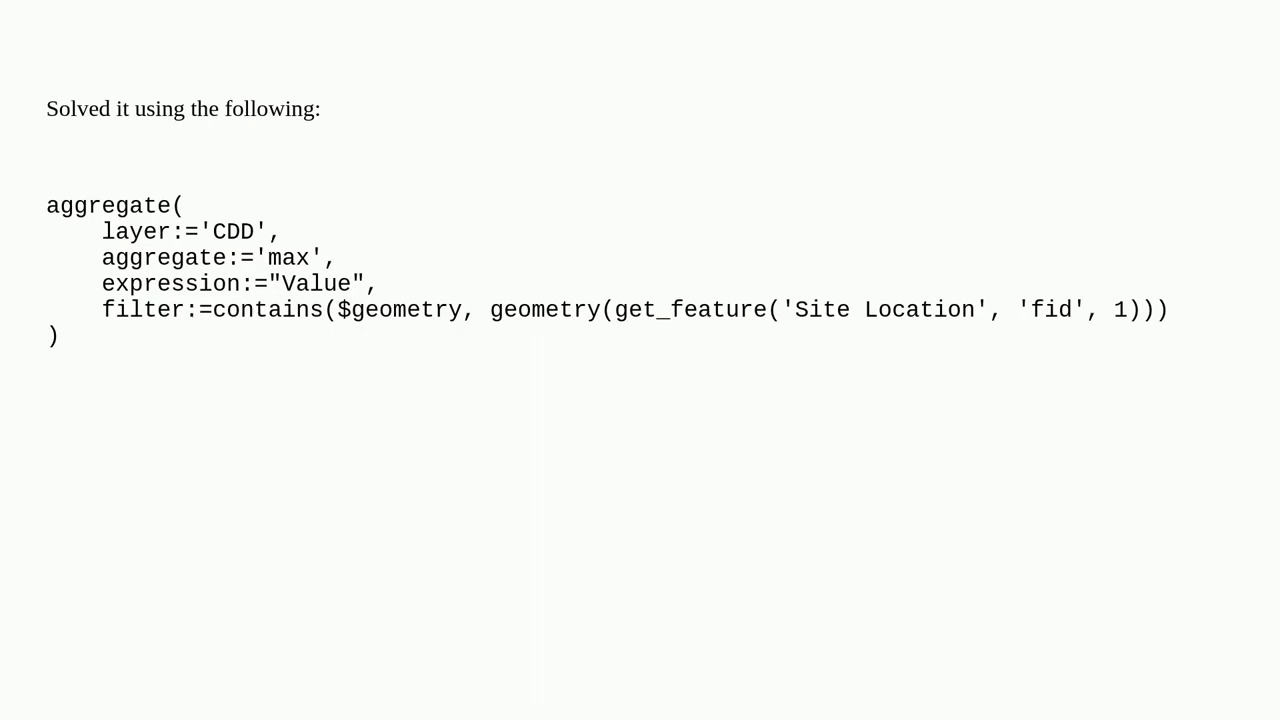 Solved it using the following:
aggregate(
    layer:='CDD',
    aggregate:='max',
    expression:="Value",
    filter:=contains($geometry, geometry(get_feature('Site Location', 'fid', 1)))
)